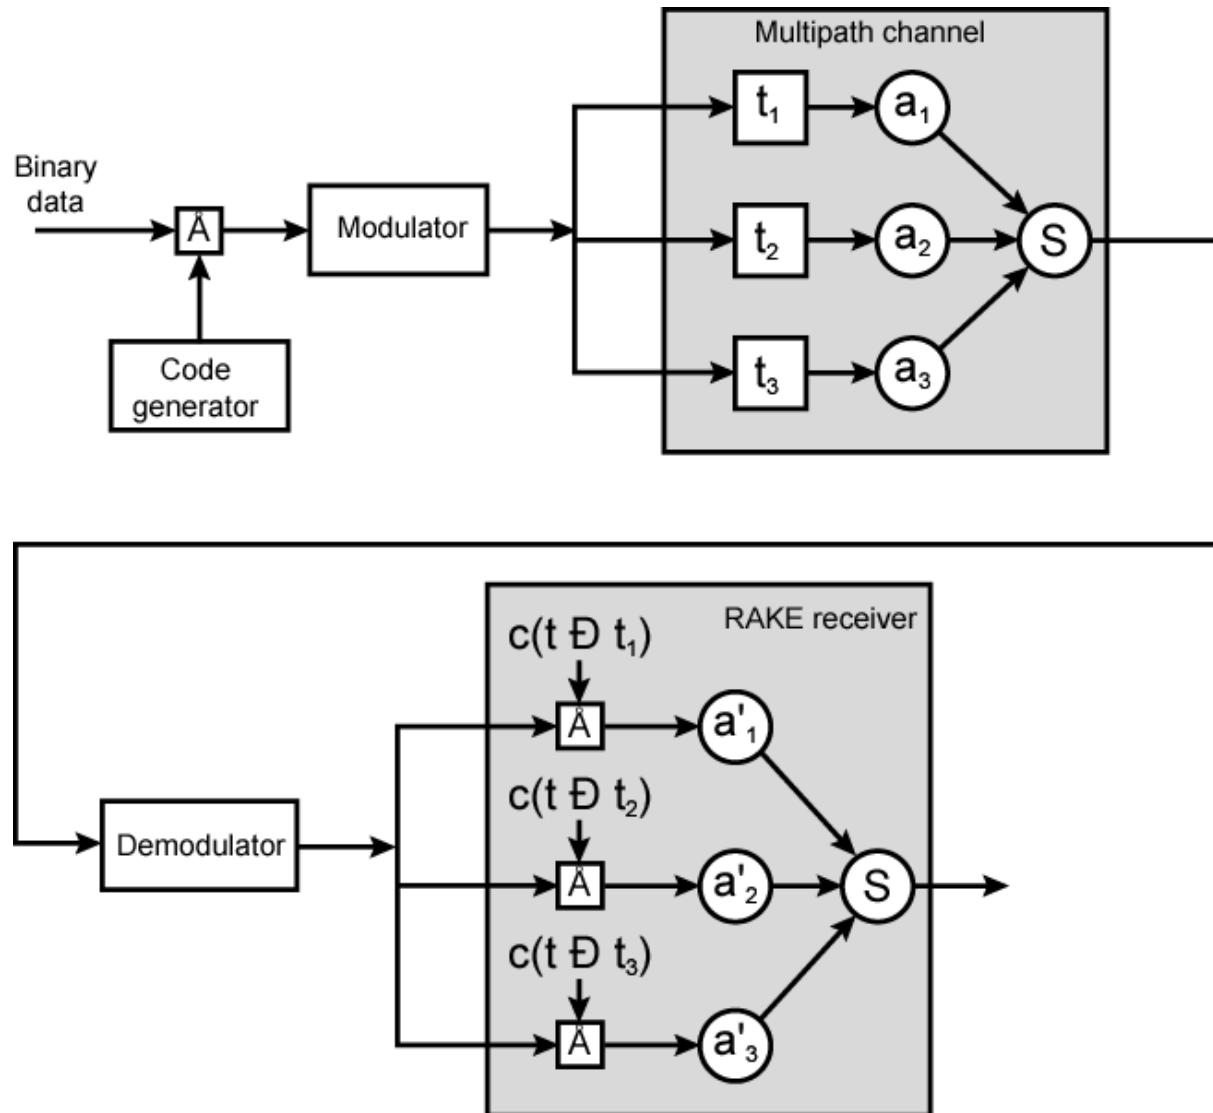 Multipath channel
t₁
a₁
Binary
data
Å
Modulator
t₂
a₂
S
Code
generator
t₃
a₃
RAKE receiver
c(t Ð t₁)
Å
a'₁
c(t Ð t₂)
Demodulator
Å
a'₂
S
c(t Ð t₃)
Å
a'₃